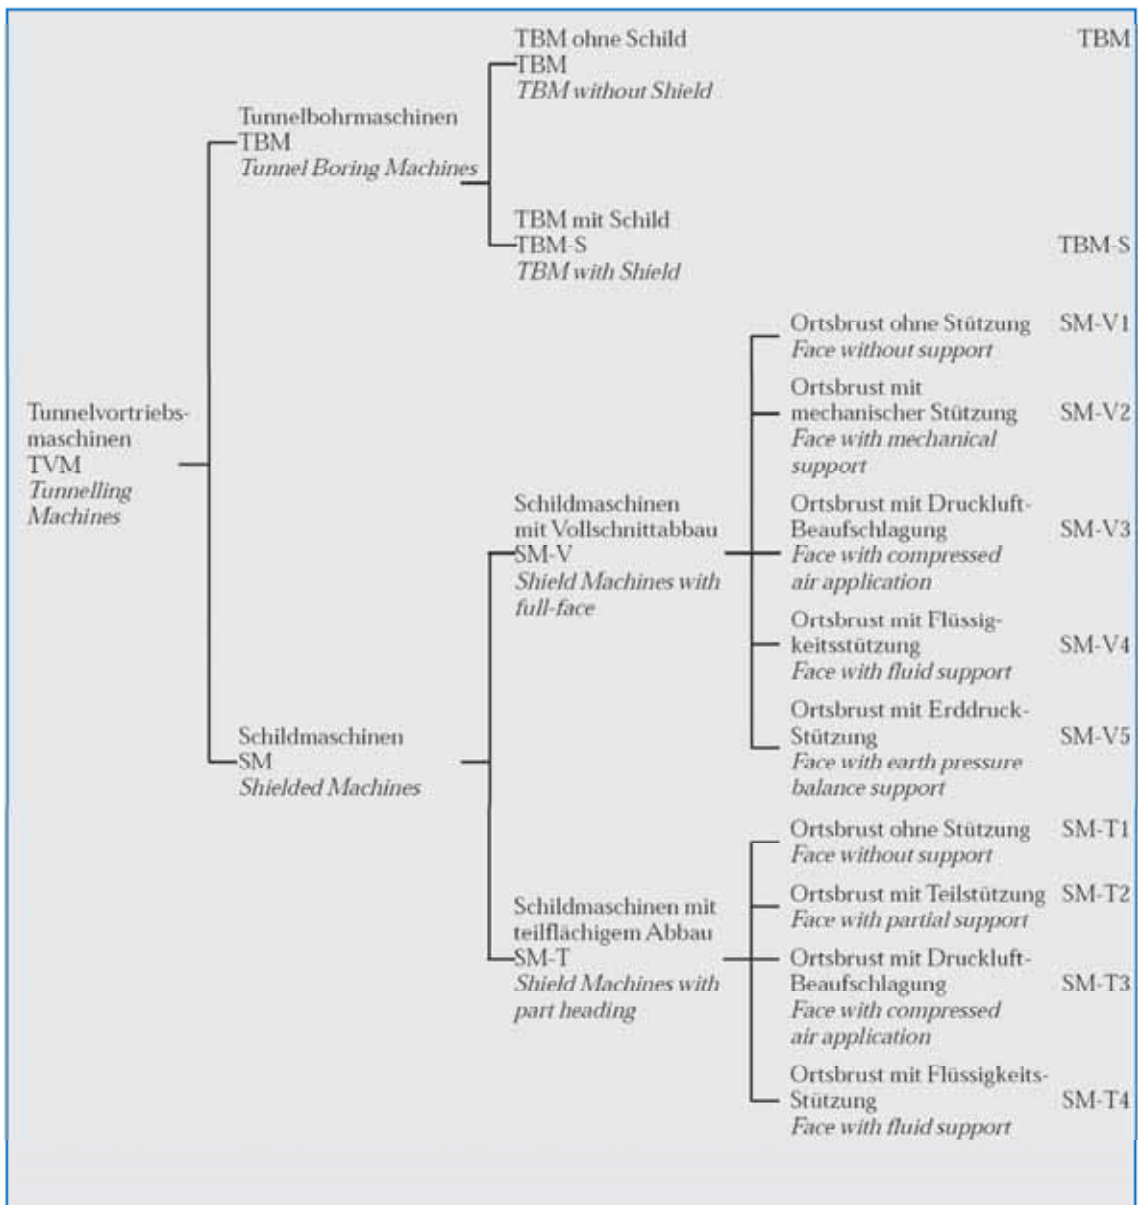 TBM ohne Schild
TBM
TBM without Shield
TBM
Tunnelbohrmaschinen
TBM
Tunnel Boring Machines
TBM mit Schild
TBM-S
TBM with Shield
TBM-S
Tunnelvortriebs-
maschinen
TVM
Tunnelling
Machines
Ortsbrust ohne Stützung
Face without support
SM-V1
Ortsbrust mit
mechanischer Stützung
Face with mechanical
support
SM-V2
Schildmaschinen
mit Vollschnittabbau
SM-V
Shield Machines with
full-face
Ortsbrust mit Druckluft-
Beaufschlagung
Face with compressed
air application
SM-V3
Ortsbrust mit Flüssig-
keitsstützung
Face with fluid support
SM-V4
Ortsbrust mit Erddruck-
Stützung
Face with earth pressure
balance support
SM-V5
Schildmaschinen
SM
Shielded Machines
Ortsbrust ohne Stützung
Face without support
SM-T1
Ortsbrust mit Teilstützung
Face with partial support
SM-T2
Schildmaschinen mit
teilflächigem Abbau
SM-T
Shield Machines with
part heading
Ortsbrust mit Druckluft-
Beaufschlagung
Face with compressed
air application
SM-T3
Ortsbrust mit Flüssigkeits-
Stützung
Face with fluid support
SM-T4